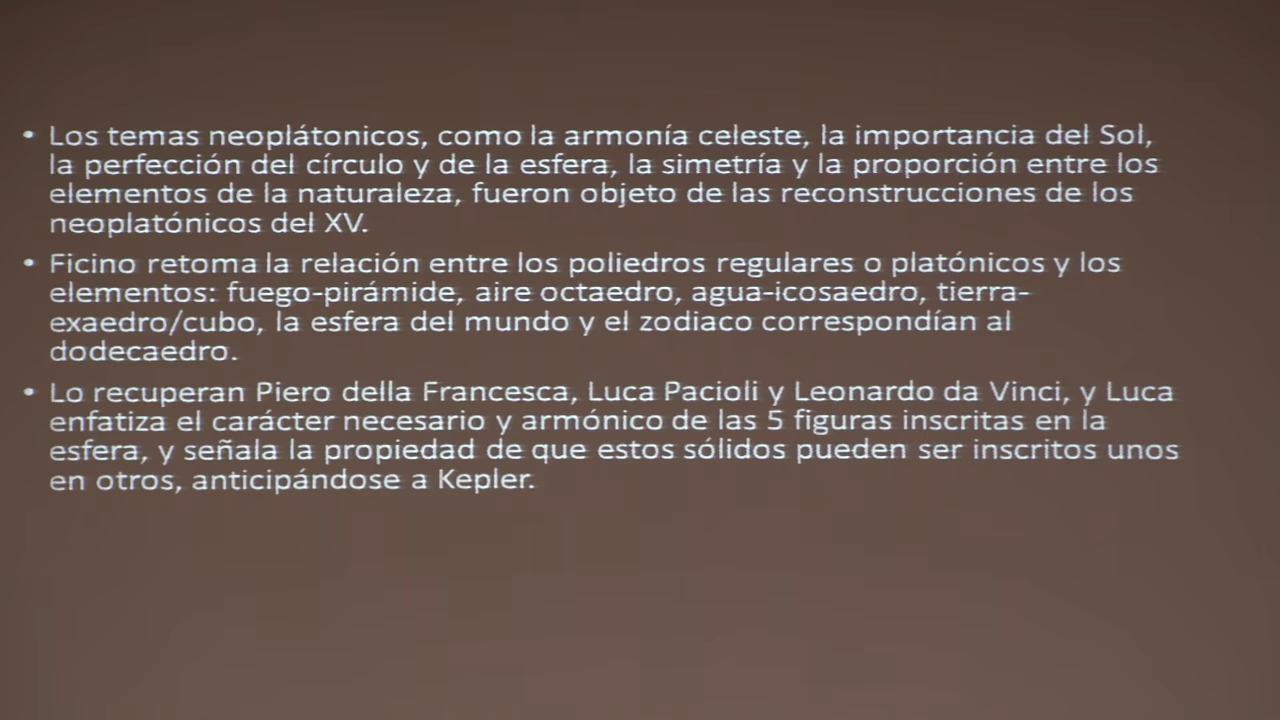 • Los temas neoplátonicos, como la armonía celeste, la importancia del Sol,
la perfección del círculo y de la esfera, la simetría y la proporción entre los
elementos de la naturaleza, fueron objeto de las reconstrucciones de los
neoplatónicos del XV.
• Ficino retoma la relación entre los poliedros regulares o platónicos y los
elementos: fuego-pirámide, aire octaedro, agua-icosaedro, tierra-
exaedro/cubo, la esfera del mundo y el zodiaco correspondían al
dodecaedro.
• Lo recuperan Piero della Francesca, Luca Pacioli y Leonardo da Vinci, y Luca
enfatiza el carácter necesario y armónico de las 5 figuras inscritas en la
esfera, y señala la propiedad de que estos sólidos pueden ser inscritos unos
en otros, anticipándose a Kepler.